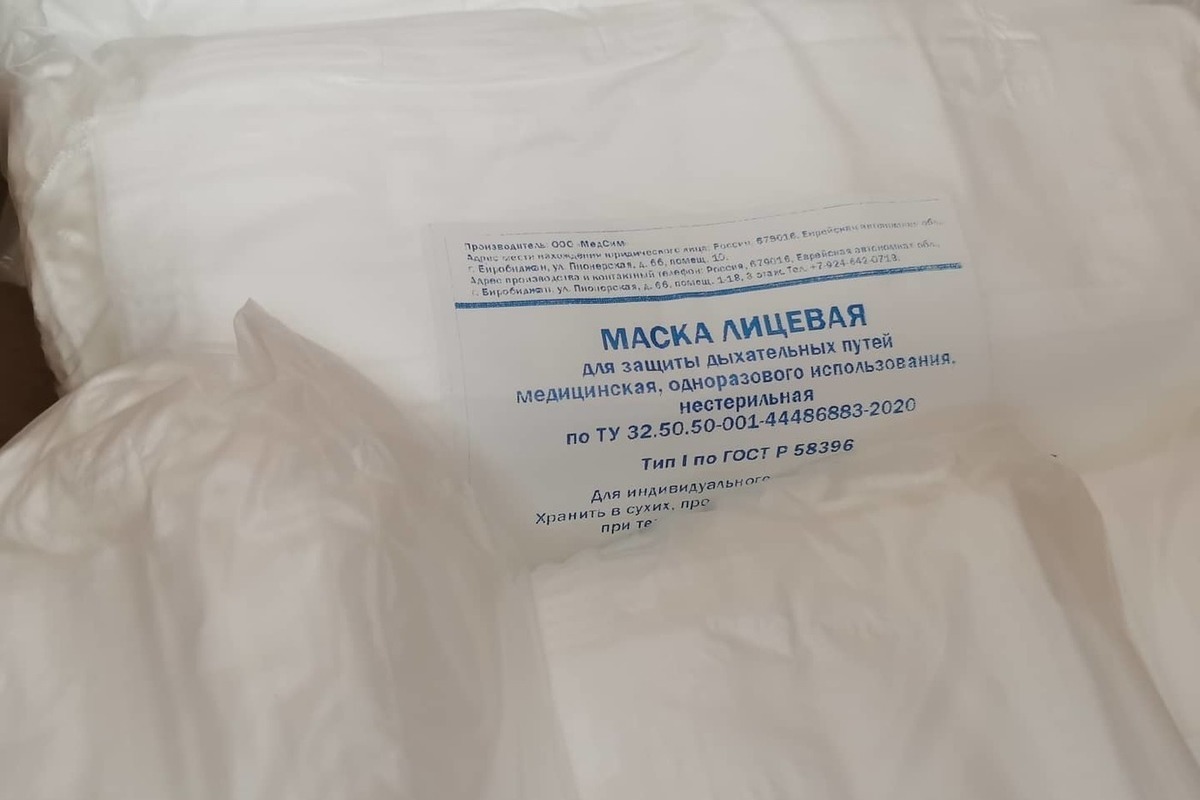 Производитель: ООО «МедСим»
Адрес места нахождения юридического лица: Россия, 679016, Еврейская автономная обл.,
г. Биробиджан, ул. Пионерская, д. 66, помещ. 10.
Адрес производства и контактный телефон: Россия, 679016, Еврейская автономная обл.,
г. Биробиджан, ул. Пионерская, д. 66, помещ. 1-18, 3 этаж. Тел. +7-924-642-0713.
МАСКА ЛИЦЕВАЯ
для защиты дыхательных путей
медицинская, одноразового использования,
нестерильная
по ТУ 32.50.50-001-44486883-2020
Тип I по ГОСТ Р 58396
Для индивидуального
Хранить в сухих, про
при те